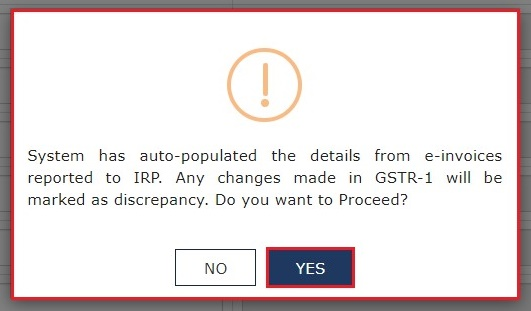 System has auto-populated the details from e-invoices
reported to IRP. Any changes made in GSTR-1 will be
marked as discrepancy. Do you want to Proceed?
NO YES